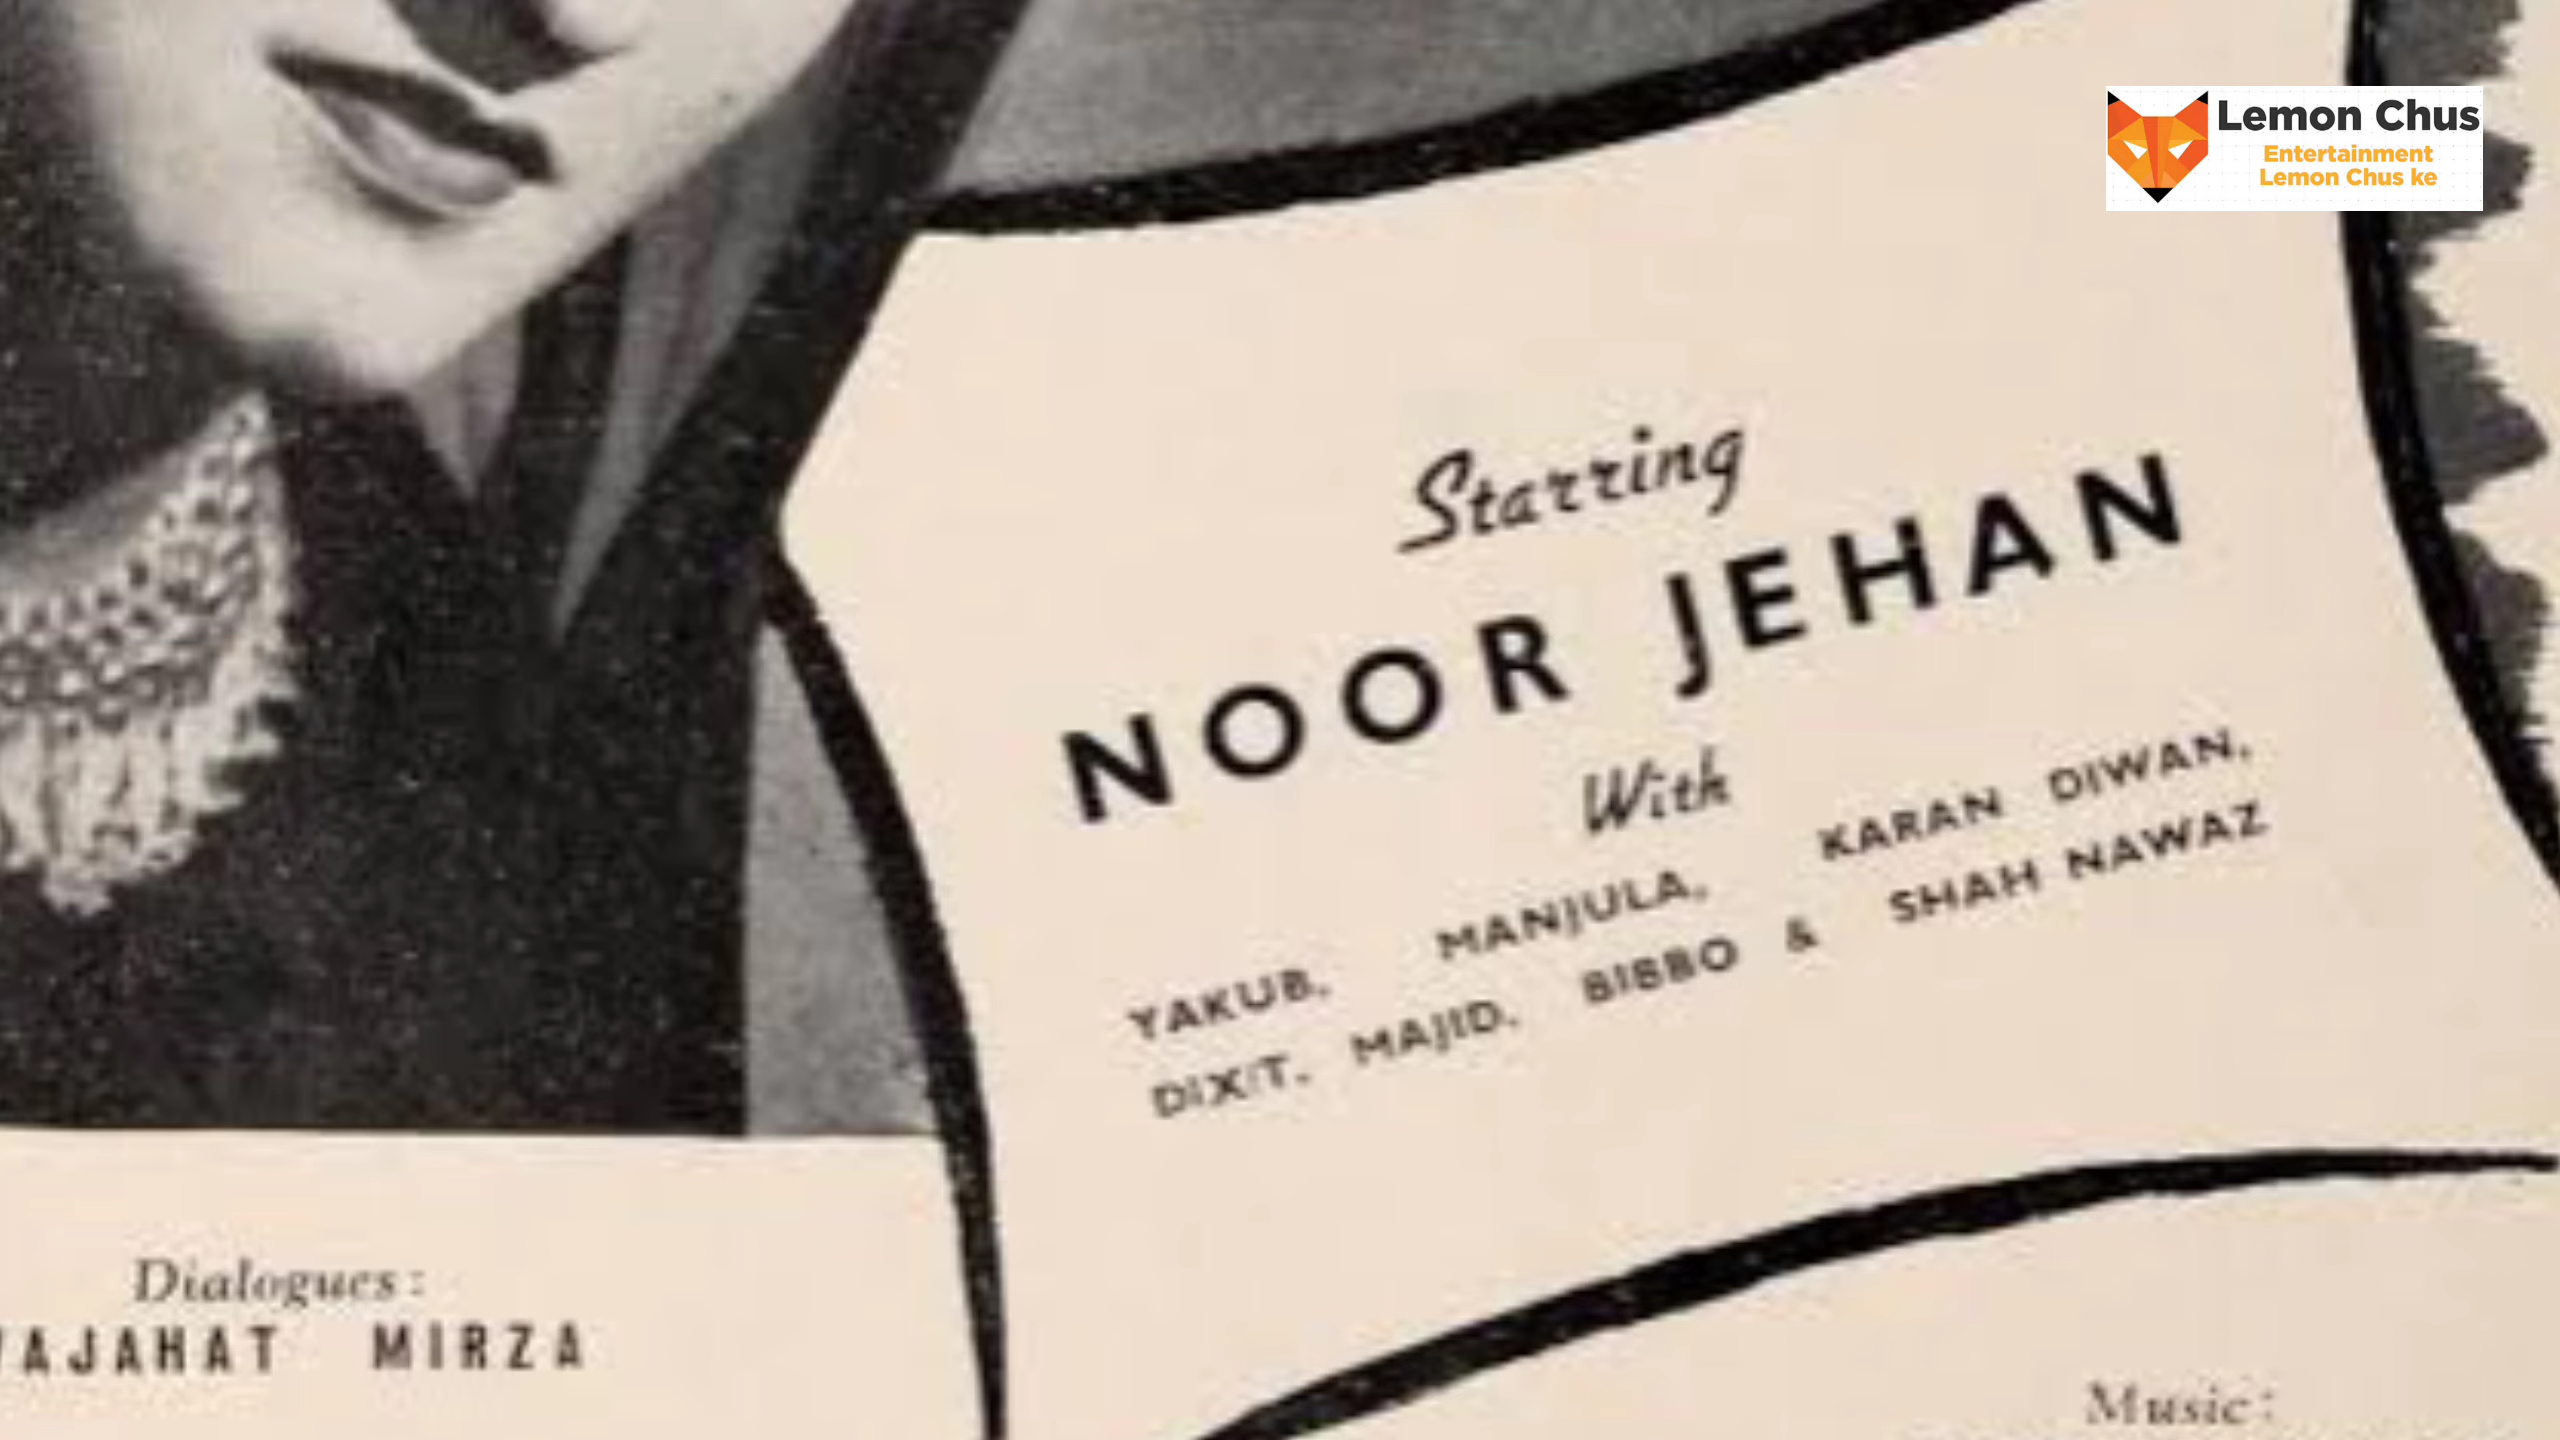 Lemon Chus
Entertainment
Lemon Chus ke
Starring
NOOR JEHAN
With
YAKUB, MANJULA, KARAN DIWAN,
DIXIT, MAJID, BIBBO & SHAH NAWAZ
Dialogues:
MIRZA
Music: